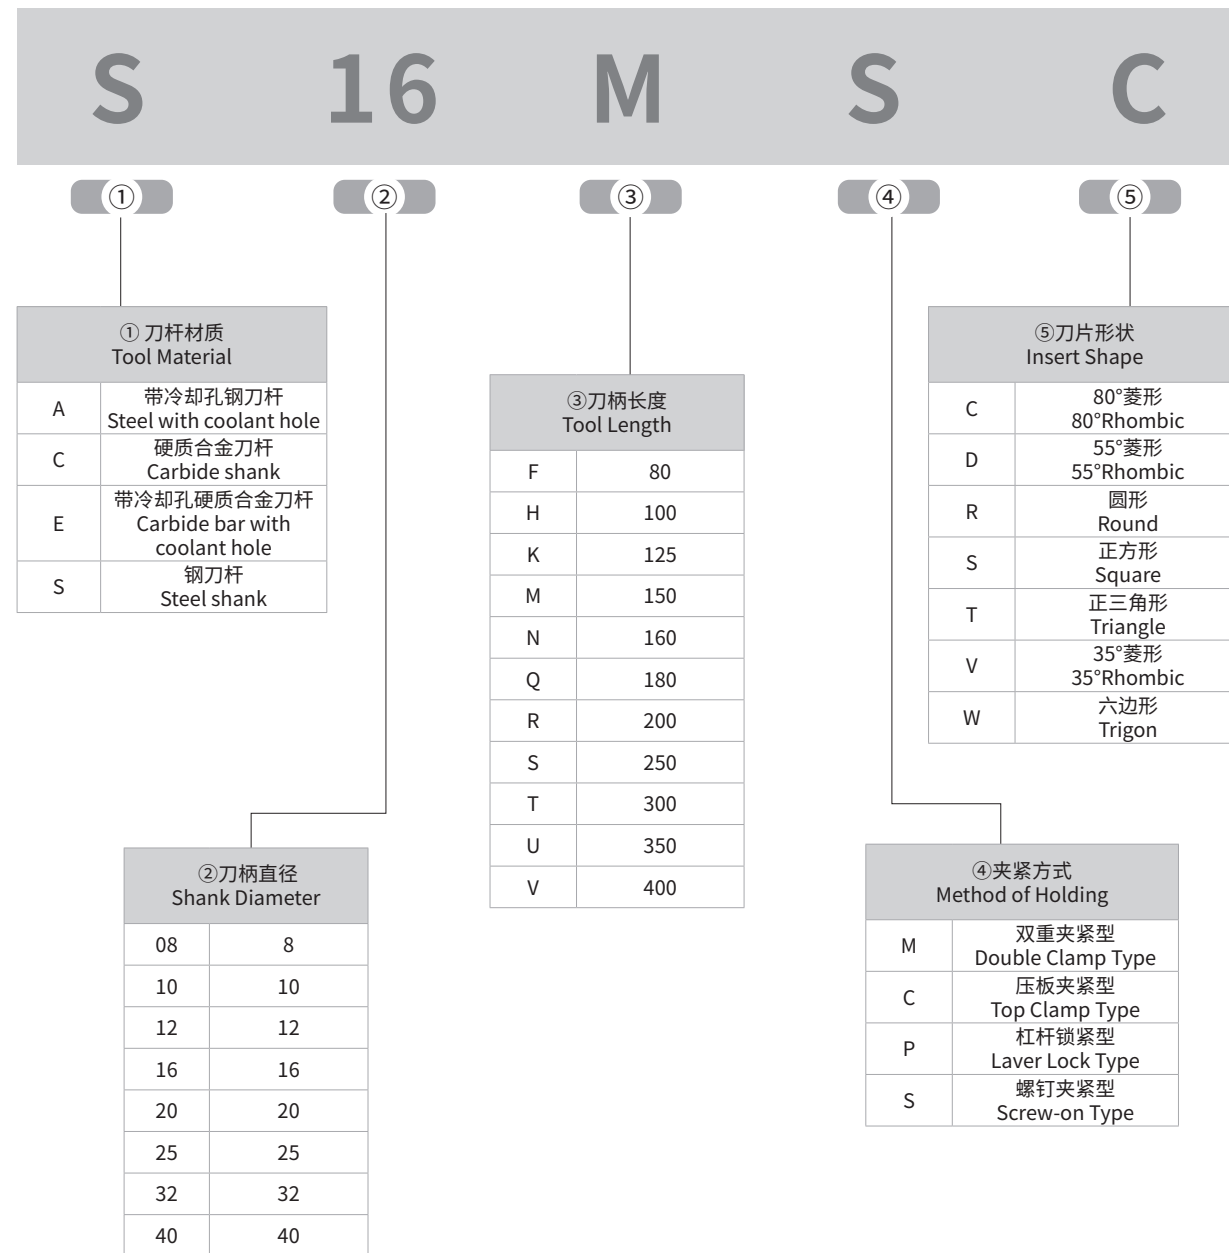 S 16 M S C
① ② ③ ④ ⑤
① 刀杆材质
Tool Material
A
带冷却孔钢刀杆
Steel with coolant hole
C
硬质合金刀杆
Carbide shank
E
带冷却孔硬质合金刀杆
Carbide bar with
coolant hole
S
钢刀杆
Steel shank
②刀柄直径
Shank Diameter
08 8
10 10
12 12
16 16
20 20
25 25
32 32
40 40
③刀柄长度
Tool Length
F 80
H 100
K 125
M 150
N 160
Q 180
R 200
S 250
T 300
U 350
V 400
④夹紧方式
Method of Holding
M
双重夹紧型
Double Clamp Type
C
压板夹紧型
Top Clamp Type
P
杠杆锁紧型
Laver Lock Type
S
螺钉夹紧型
Screw-on Type
⑤刀片形状
Insert Shape
C
80°菱形
80°Rhombic
D
55°菱形
55°Rhombic
R
圆形
Round
S
正方形
Square
T
正三角形
Triangle
V
35°菱形
35°Rhombic
W
六边形
Trigon